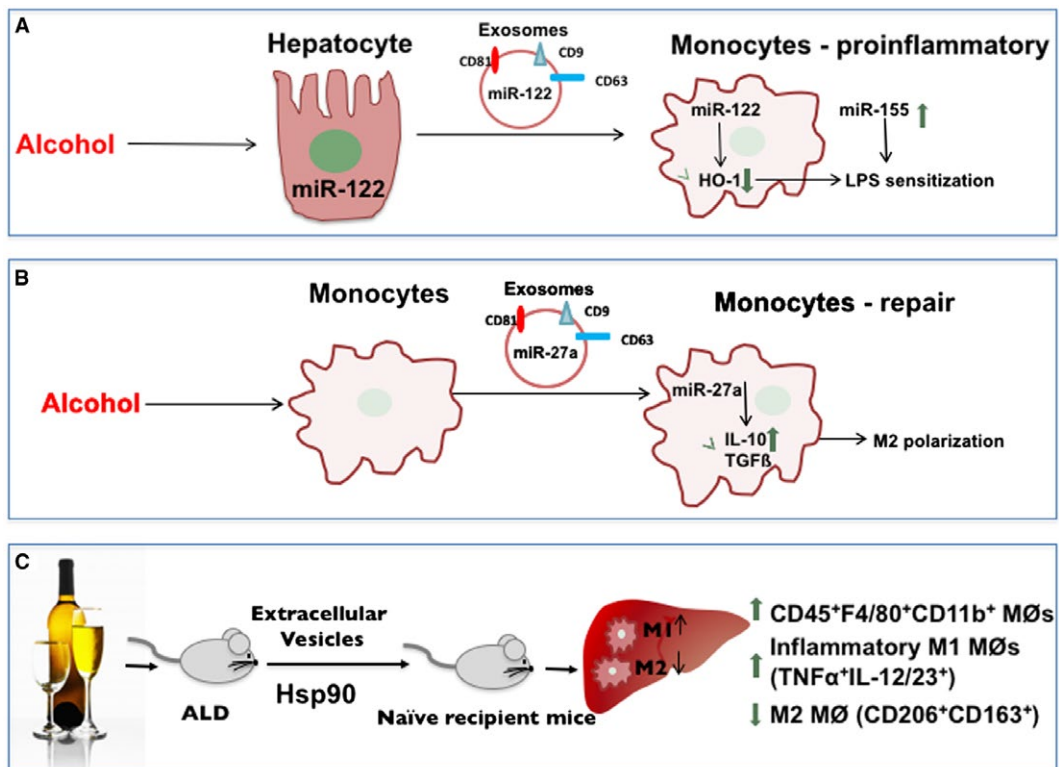 A
Hepatocyte
Exosomes
CD81
CD9
CD63
miR-122
Monocytes - proinflammatory
Alcohol
miR-122
miR-122
HO-1
miR-155
LPS sensitization
B
Monocytes
Exosomes
CD81
CD9
CD63
miR-27a
Monocytes - repair
Alcohol
miR-27a
IL-10
TGFß
M2 polarization
C
ALD
Extracellular
Vesicles
Hsp90
Naïve recipient mice
M1
M2
CD45⁺F4/80⁺CD11b⁺ MØs
Inflammatory M1 MØs
(TNFα⁺IL-12/23⁺)
M2 MØ (CD206⁺CD163⁺)